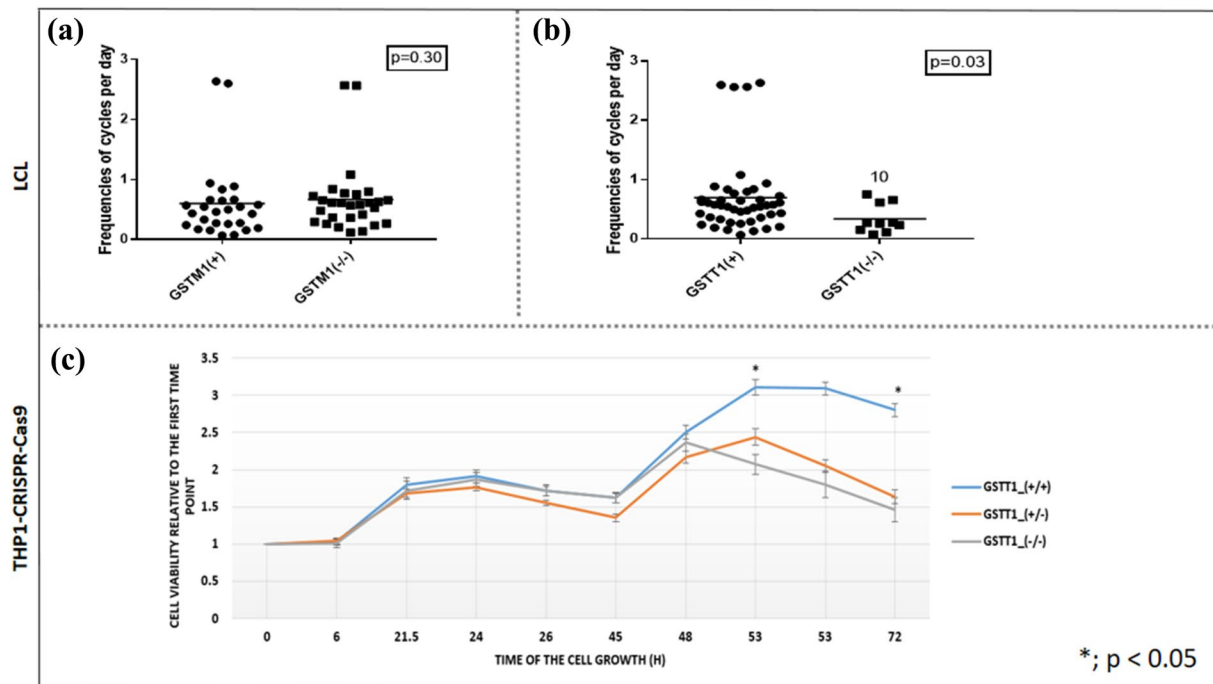 (a)
p=0.30
3
2
1
0
Frequencies of cycles per day
GSTM1(+)
GSTM1(-/-)
(b)
p=0.03
3
2
1
0
Frequencies of cycles per day
10
GSTT1(+)
GSTT1(-/-)
LCL
(c)
THP1-CRISPR-Cas9
CELL VIABILITY RELATIVE TO THE FIRST TIME
POINT
3.5
3
2.5
2
1.5
1
0.5
0
*
*
0 6 21.5 24 26 45 48 53 53 72
TIME OF THE CELL GROWTH (H)
GSTT1_(+/+)
GSTT1_(+/-)
GSTT1_(-/-)
*; p < 0.05